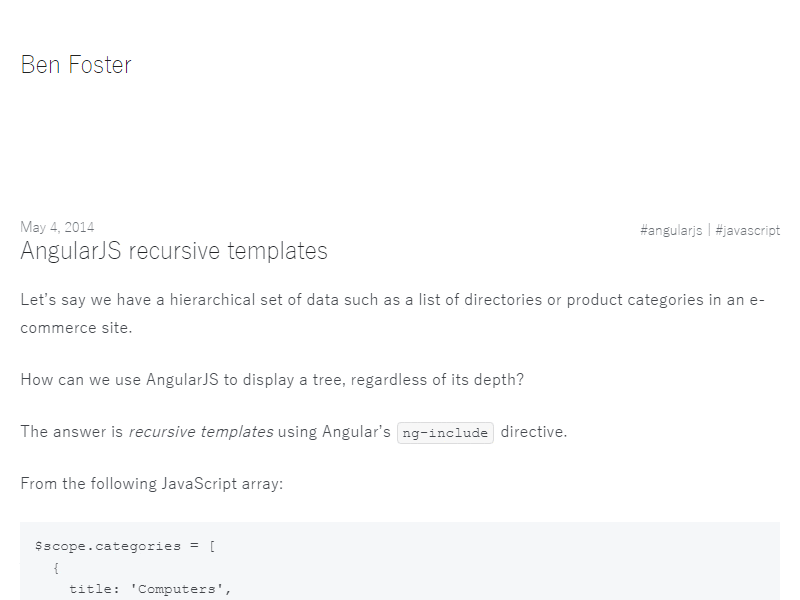 Ben Foster
May 4, 2014
#angularjs | #javascript
AngularJS recursive templates
Let’s say we have a hierarchical set of data such as a list of directories or product categories in an e-
commerce site.
How can we use AngularJS to display a tree, regardless of its depth?
The answer is recursive templates using Angular’s ng-include directive.
From the following JavaScript array:
$scope.categories = [
  {
    title: 'Computers',